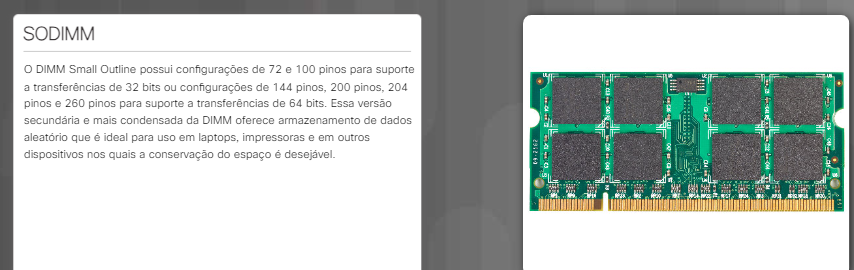 SODIMM
O DIMM Small Outline possui configurações de 72 e 100 pinos para suporte
a transferências de 32 bits ou configurações de 144 pinos, 200 pinos, 204
pinos e 260 pinos para suporte a transferências de 64 bits. Essa versão
secundária e mais condensada da DIMM oferece armazenamento de dados
aleatório que é ideal para uso em laptops, impressoras e em outros
dispositivos nos quais a conservação do espaço é desejável.